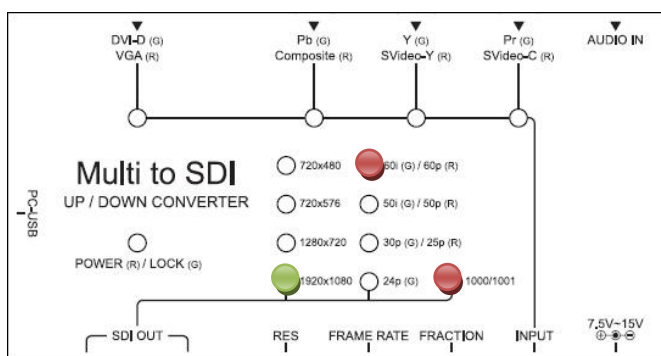 DVI-D (G)
VGA (R)
Pb (G)
Composite (R)
Y (G)
SVideo-Y (R)
Pr (G)
SVideo-C (R)
AUDIO IN
Multi to SDI
UP / DOWN CONVERTER
PC-USB
POWER (R) / LOCK (G)
720x480
60i (G) / 60p (R)
720x576
50i (G) / 50p (R)
1280x720
30p (G) / 25p (R)
1920x1080
24p (G)
1000/1001
SDI OUT
RES
FRAME RATE
FRACTION
INPUT
7.5V~15V